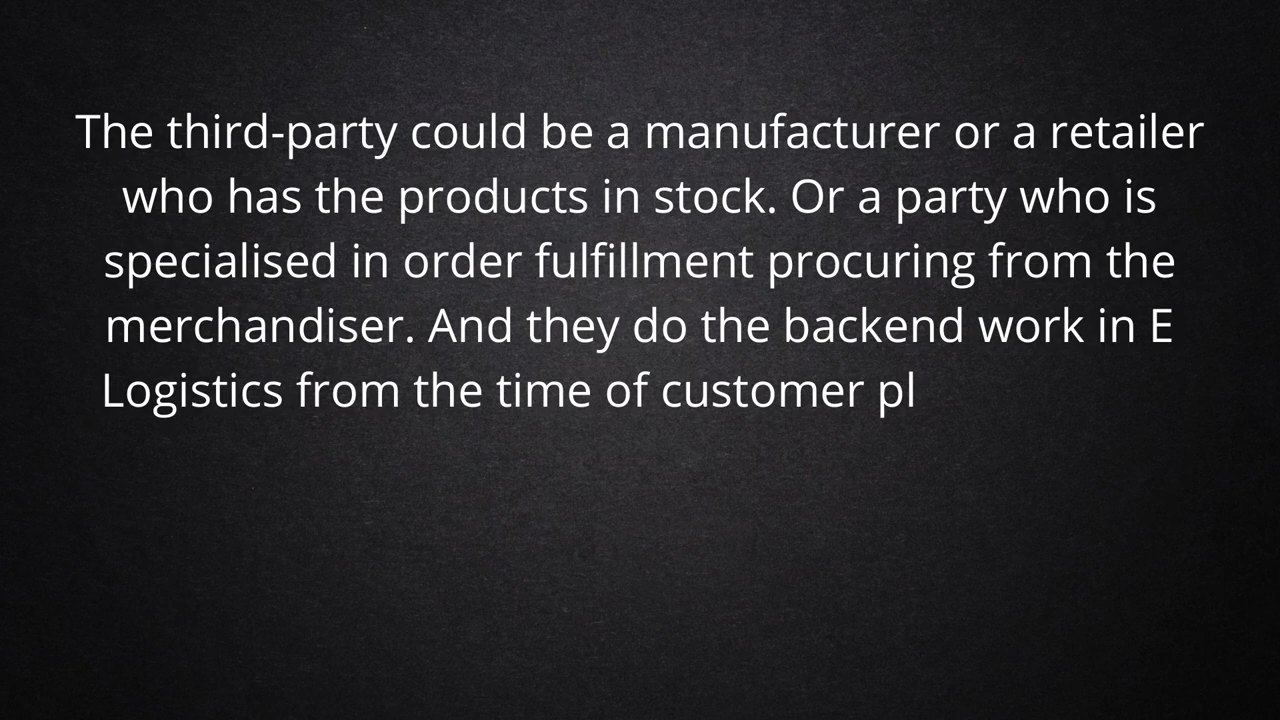 The third-party could be a manufacturer or a retailer
who has the products in stock. Or a party who is
specialised in order fulfillment procuring from the
merchandiser. And they do the backend work in E
Logistics from the time of customer pl